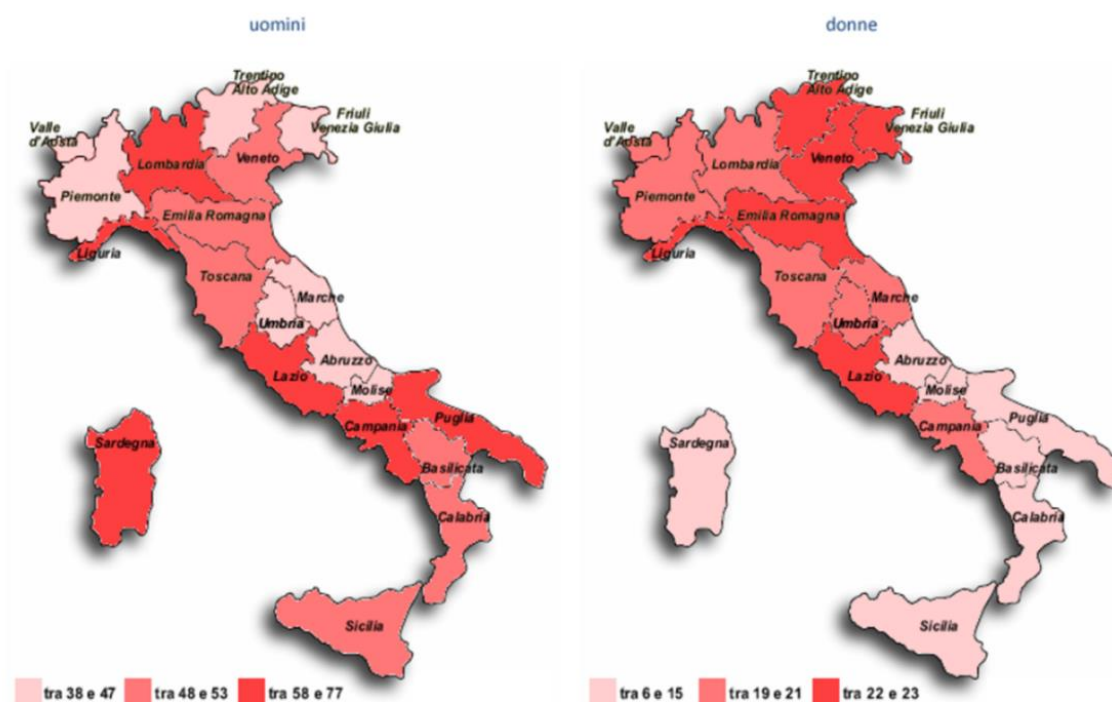 uomini
Trentino
Alto Adige
Friuli
Venezia Giulia
Valle
d'Aosta
Lombardia
Veneto
Piemonte
Emilia Romagna
Liguria
Toscana
Marche
Umbria
Abruzzo
Lazio
Molise
Campania
Puglia
Basilicata
Sardegna
Calabria
Sicilia
tra 38 e 47
tra 48 e 53
tra 58 e 77
donne
Trentino
Alto Adige
Friuli
Venezia Giulia
Valle
d'Aosta
Lombardia
Veneto
Piemonte
Emilia Romagna
Liguria
Toscana
Marche
Umbria
Abruzzo
Lazio
Molise
Campania
Puglia
Basilicata
Sardegna
Calabria
Sicilia
tra 6 e 15
tra 19 e 21
tra 22 e 23